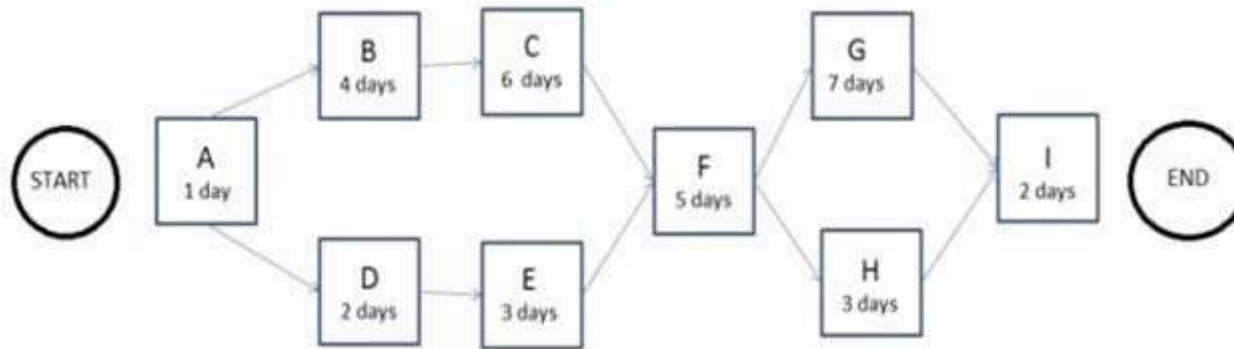 START
A
1 day
B
4 days
C
6 days
D
2 days
E
3 days
F
5 days
G
7 days
H
3 days
I
2 days
END